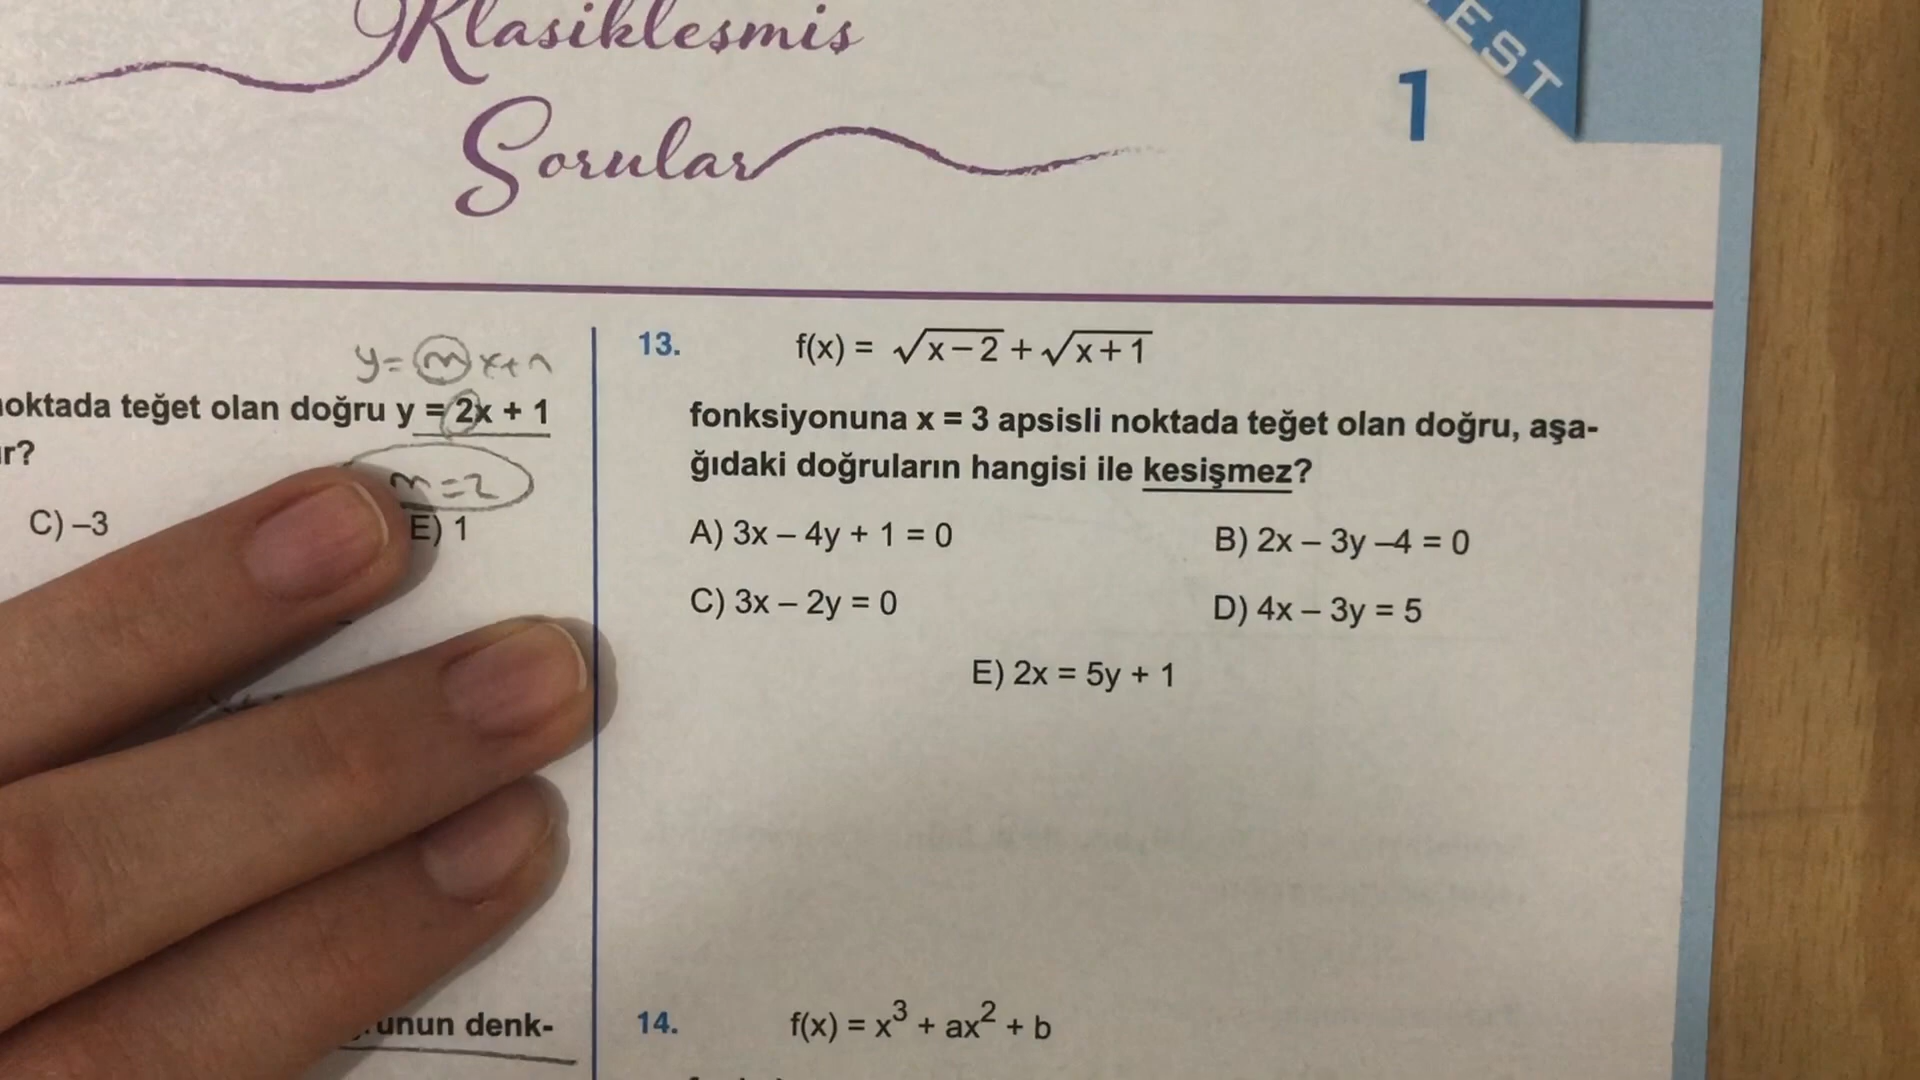 Klasikleşmiş
Sorular
EST
1
y = m x + n
noktada teğet olan doğru y = 2x + 1
ır?
m = 2
C) –3
E) 1
unun denk-
13. f(x) = √x – 2 + √x + 1
fonksiyonuna x = 3 apsisli noktada teğet olan doğru, aşa-
ğıdaki doğruların hangisi ile kesişmez?
A) 3x – 4y + 1 = 0
B) 2x – 3y –4 = 0
C) 3x – 2y = 0
D) 4x – 3y = 5
E) 2x = 5y + 1
14. f(x) = x³ + ax² + b